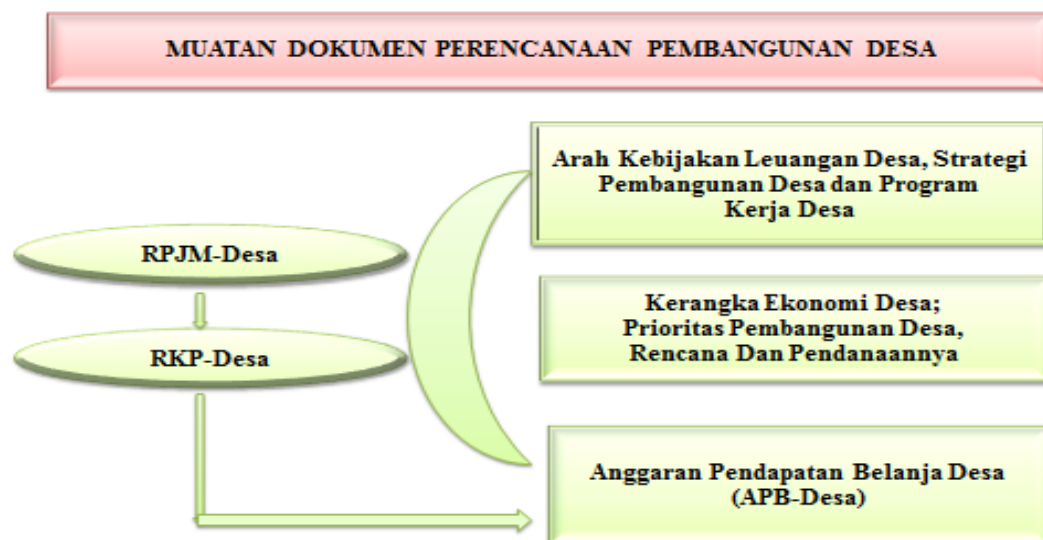 MUATAN DOKUMEN PERENCANAAN PEMBANGUNAN DESA
Arah Kebijakan Leuangan Desa, Strategi
Pembangunan Desa dan Program
Kerja Desa
RPJM-Desa
Kerangka Ekonomi Desa;
Prioritas Pembangunan Desa,
Rencana Dan Pendanaannya
RKP-Desa
Anggaran Pendapatan Belanja Desa
(APB-Desa)